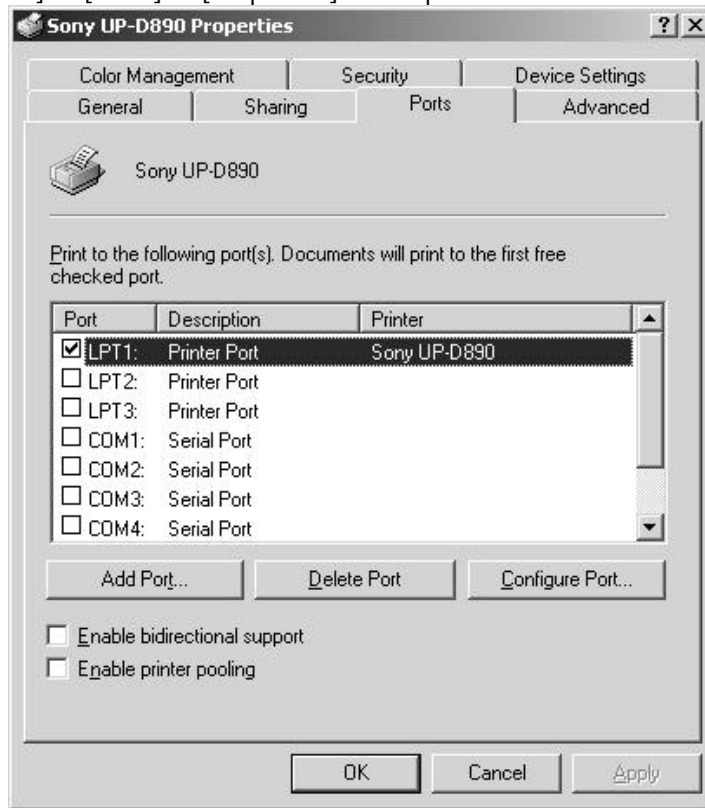 Sony UP-D890 Properties
Color Management Security Device Settings
General Sharing Ports Advanced
Sony UP-D890
Print to the following port(s). Documents will print to the first free
checked port.
Port Description Printer
LPT1: Printer Port Sony UP-D890
LPT2: Printer Port
LPT3: Printer Port
COM1: Serial Port
COM2: Serial Port
COM3: Serial Port
COM4: Serial Port
Add Port... Delete Port Configure Port...
Enable bidirectional support
Enable printer pooling
OK Cancel Apply